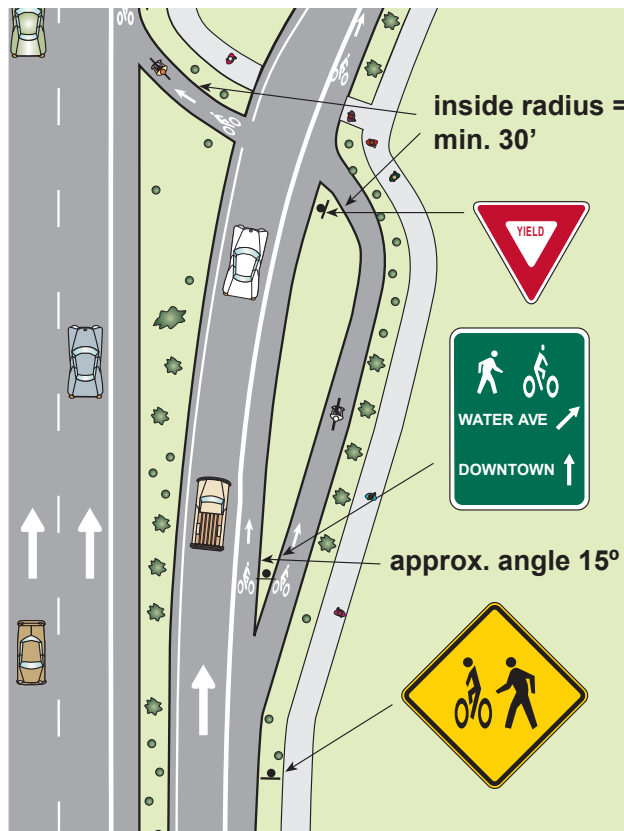 inside radius =
min. 30’
YIELD
WATER AVE
DOWNTOWN
approx. angle 15º